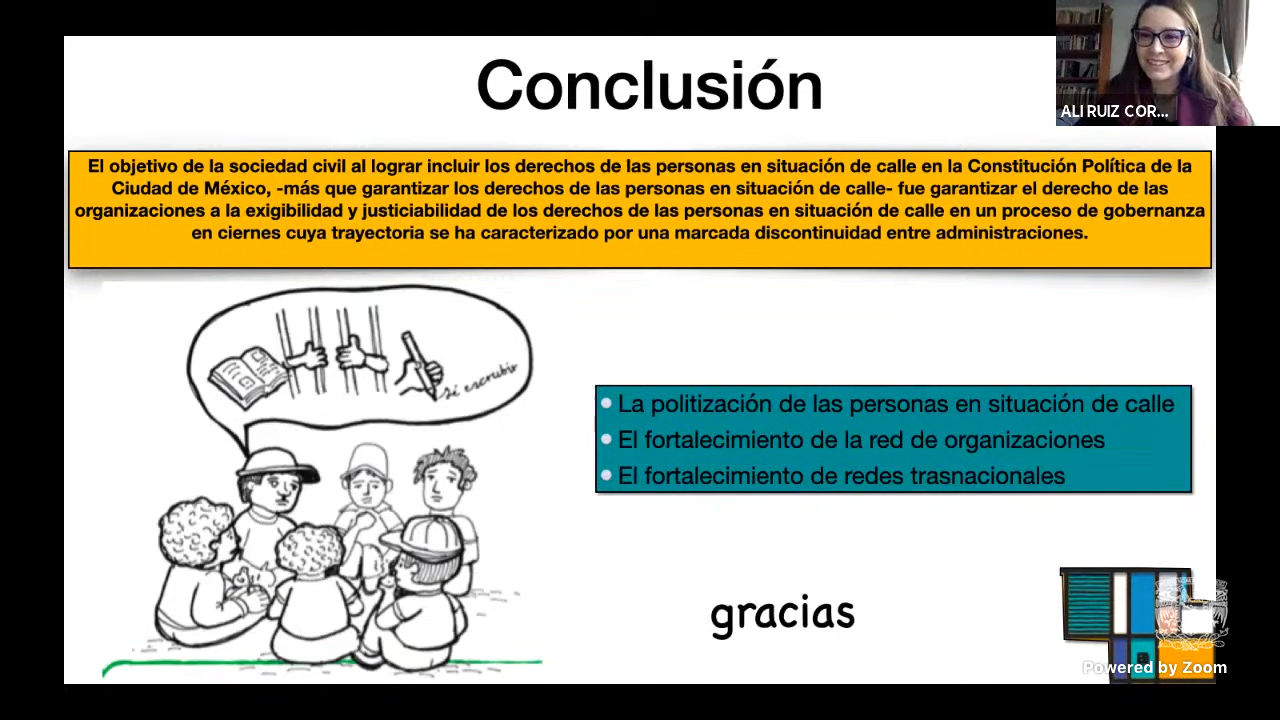 Conclusión
ALI RUIZ COR...
El objetivo de la sociedad civil al lograr incluir los derechos de las personas en situación de calle en la Constitución Política de la
Ciudad de México, -más que garantizar los derechos de las personas en situación de calle- fue garantizar el derecho de las
organizaciones a la exigibilidad y justiciabilidad de los derechos de las personas en situación de calle en un proceso de gobernanza
en ciernes cuya trayectoria se ha caracterizado por una marcada discontinuidad entre administraciones.
sé escribir
• La politización de las personas en situación de calle
• El fortalecimiento de la red de organizaciones
• El fortalecimiento de redes trasnacionales
gracias
Powered by Zoom